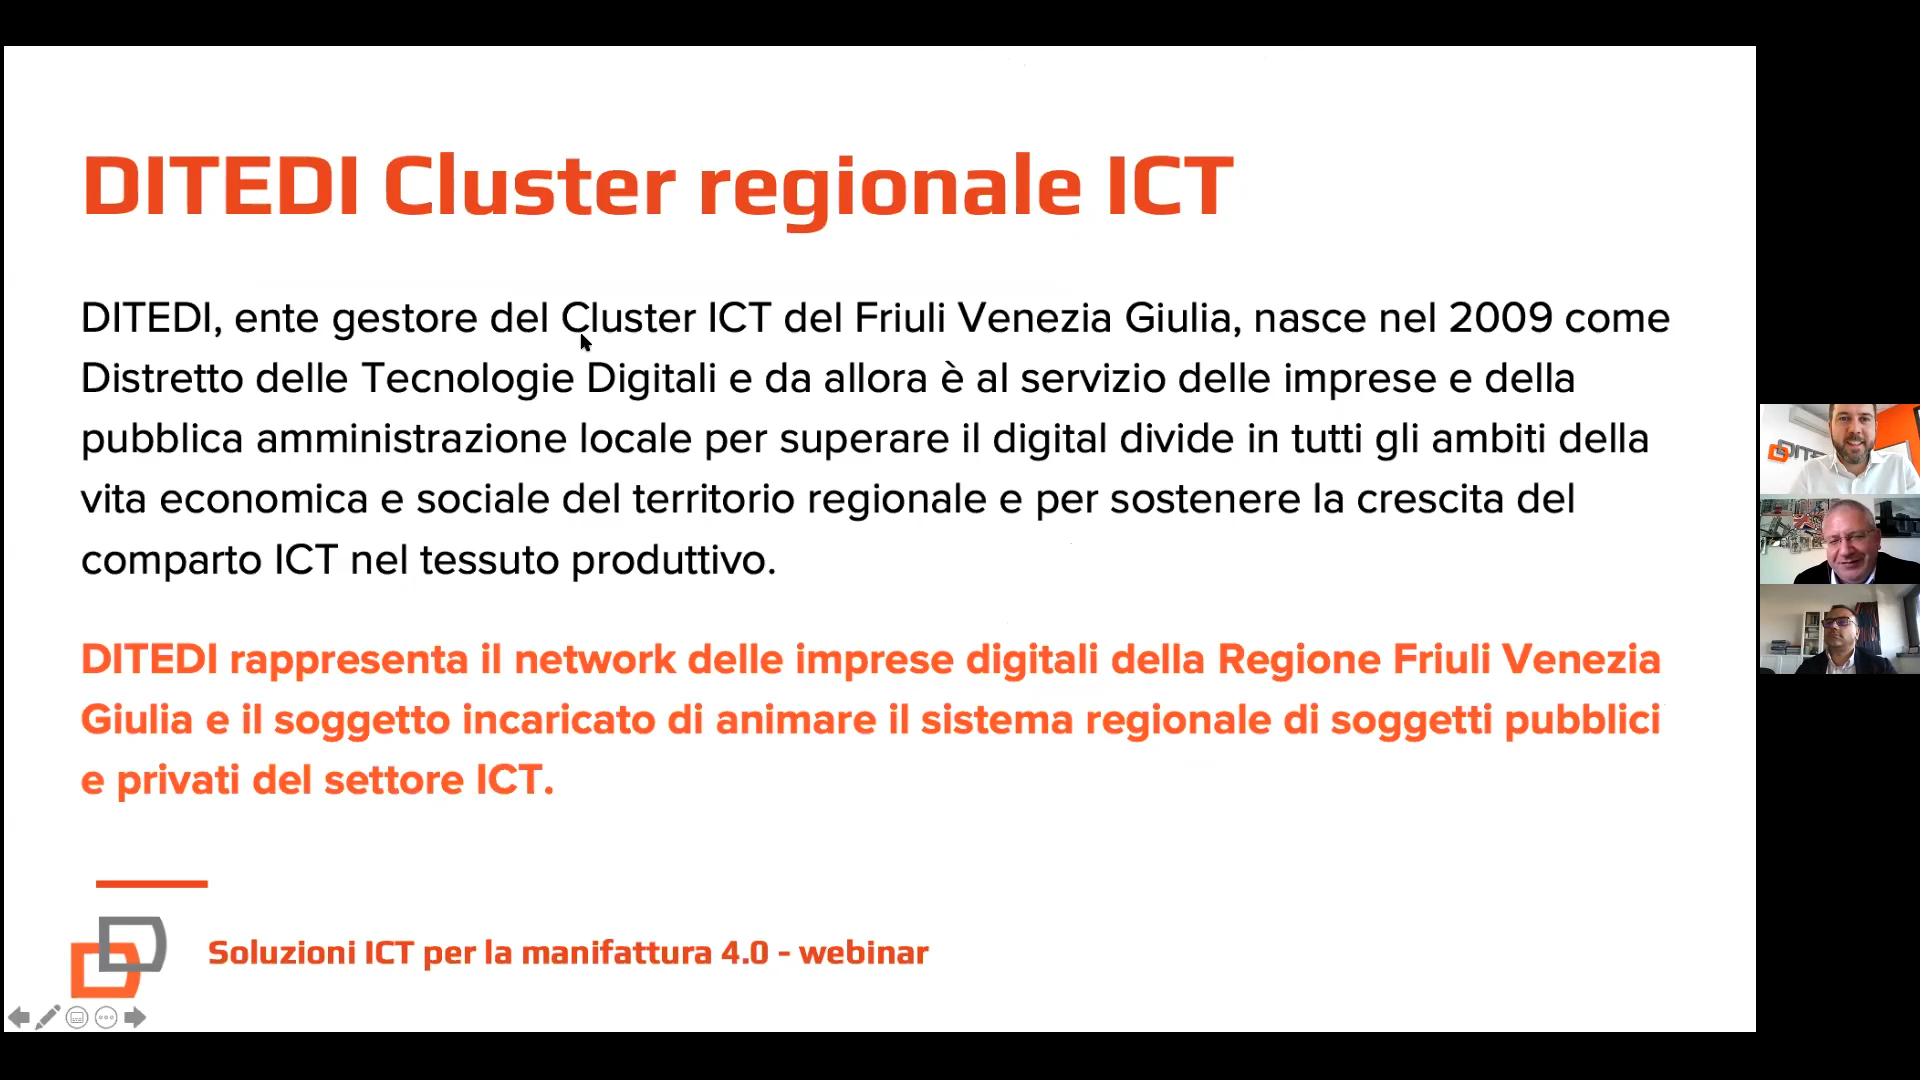 DITEDI Cluster regionale ICT
DITEDI, ente gestore del Cluster ICT del Friuli Venezia Giulia, nasce nel 2009 come
Distretto delle Tecnologie Digitali e da allora è al servizio delle imprese e della
pubblica amministrazione locale per superare il digital divide in tutti gli ambiti della
vita economica e sociale del territorio regionale e per sostenere la crescita del
comparto ICT nel tessuto produttivo.
DITEDI rappresenta il network delle imprese digitali della Regione Friuli Venezia
Giulia e il soggetto incaricato di animare il sistema regionale di soggetti pubblici
e privati del settore ICT.
Soluzioni ICT per la manifattura 4.0 - webinar